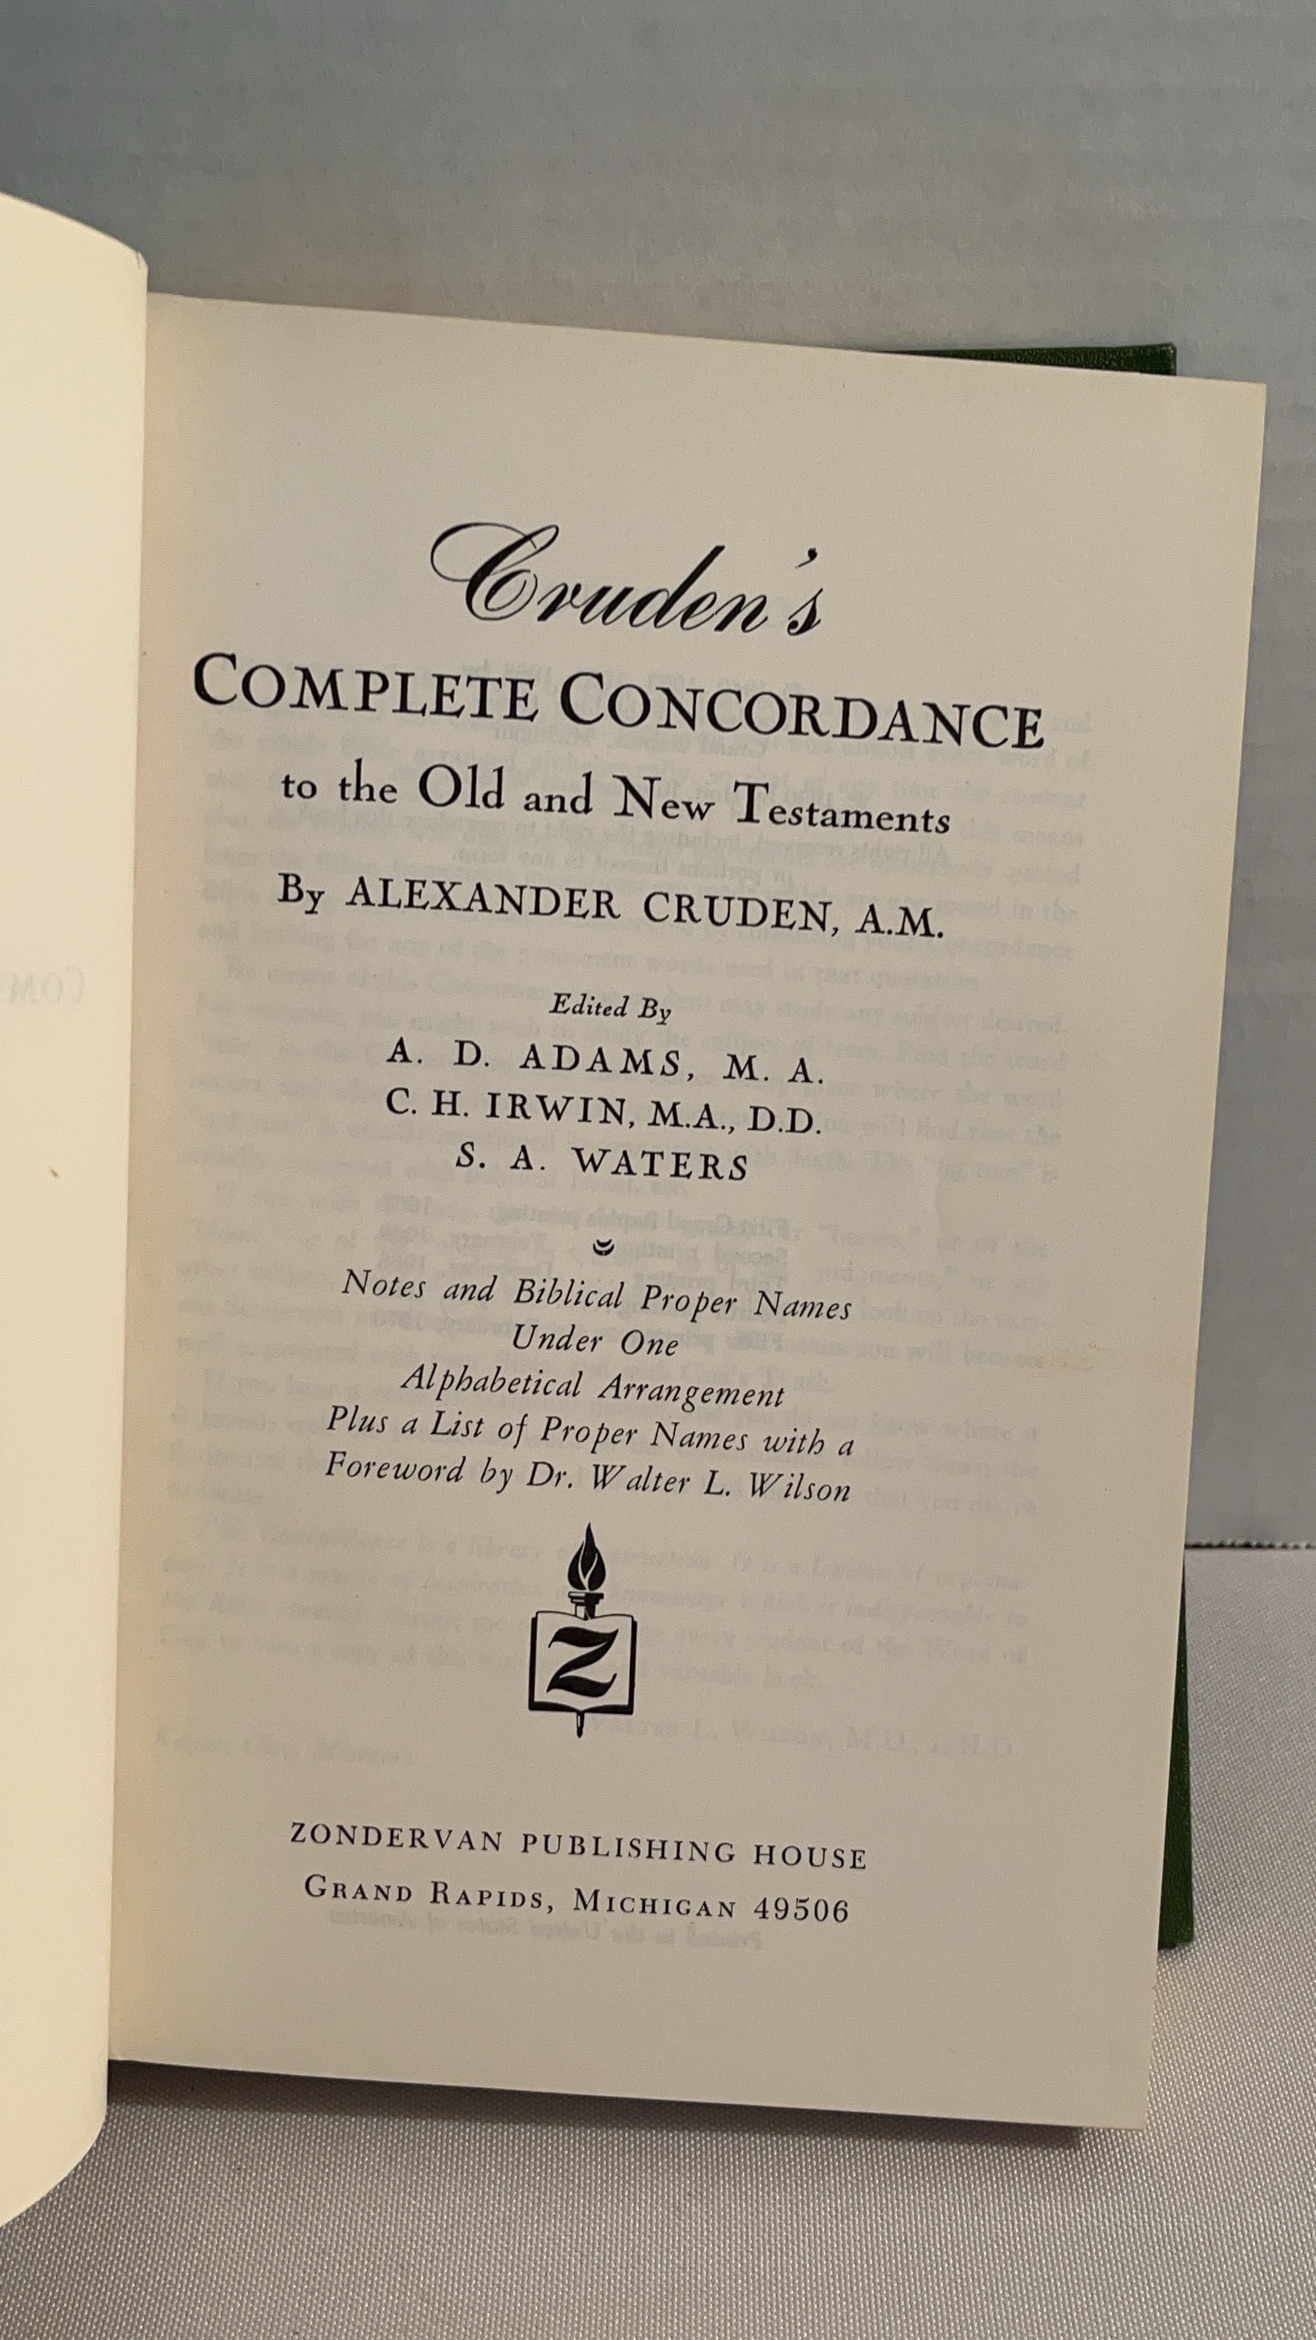 Cruden's
COMPLETE CONCORDANCE
to the Old and New Testaments
By ALEXANDER CRUDEN, A.M.
Edited By
A. D. ADAMS, M. A.
C. H. IRWIN, M.A., D.D.
S. A. WATERS
Notes and Biblical Proper Names
Under One
Alphabetical Arrangement
Plus a List of Proper Names with a
Foreword by Dr. Walter L. Wilson
Z
ZONDERVAN PUBLISHING HOUSE
GRAND RAPIDS, MICHIGAN 49506